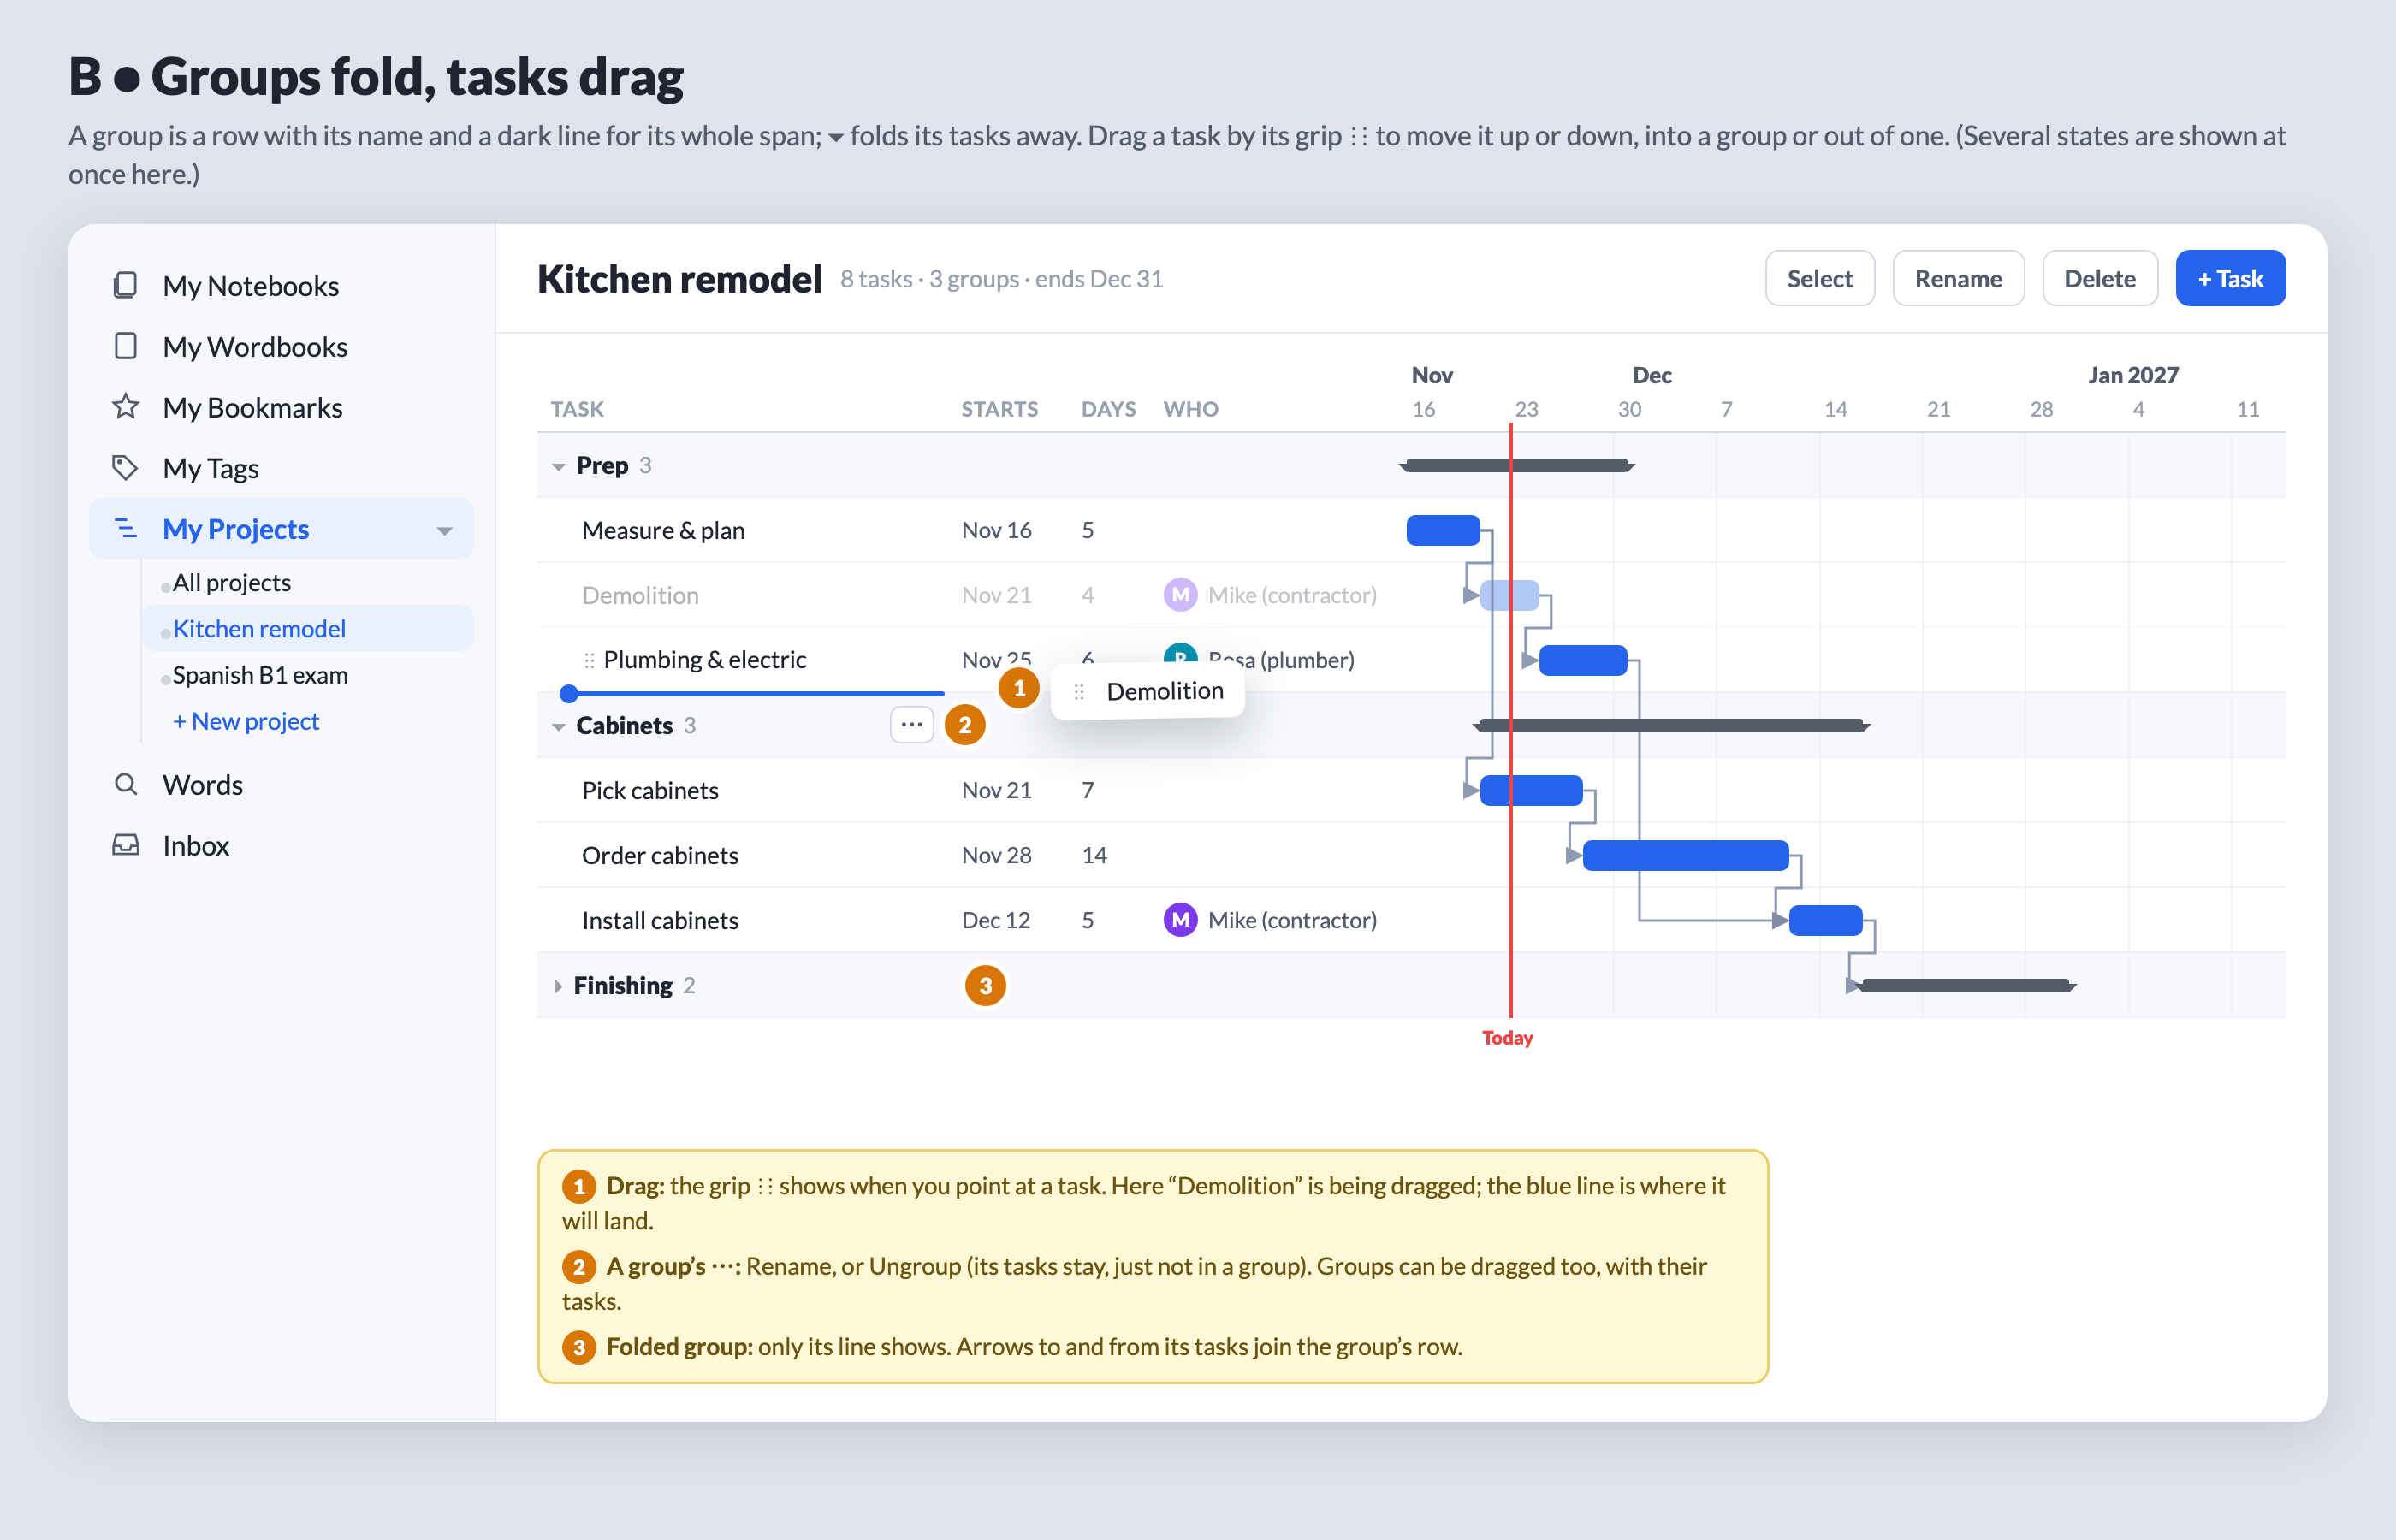 B • Groups fold, tasks drag
A group is a row with its name and a dark line for its whole span; ▾ folds its tasks away. Drag a task by its grip ⁝⁝ to move it up or down, into a group or out of one. (Several states are shown at
once here.)
My Notebooks
My Wordbooks
My Bookmarks
My Tags
My Projects
All projects
Kitchen remodel
Spanish B1 exam
+ New project
Words
Inbox
Kitchen remodel 8 tasks · 3 groups · ends Dec 31
Select
Rename
Delete
+ Task
Nov Dec Jan 2027
TASK STARTS DAYS WHO 16 23 30 7 14 21 28 4 11
Prep 3
Measure & plan Nov 16 5
Demolition Nov 21 4 M Mike (contractor)
Plumbing & electric Nov 25 6 R Rosa (plumber)
1 Demolition
Cabinets 3 ··· 2
Pick cabinets Nov 21 7
Order cabinets Nov 28 14
Install cabinets Dec 12 5 M Mike (contractor)
Finishing 2 3
Today
1 Drag: the grip ⁝⁝ shows when you point at a task. Here “Demolition” is being dragged; the blue line is where it
will land.
2 A group’s ···: Rename, or Ungroup (its tasks stay, just not in a group). Groups can be dragged too, with their
tasks.
3 Folded group: only its line shows. Arrows to and from its tasks join the group’s row.